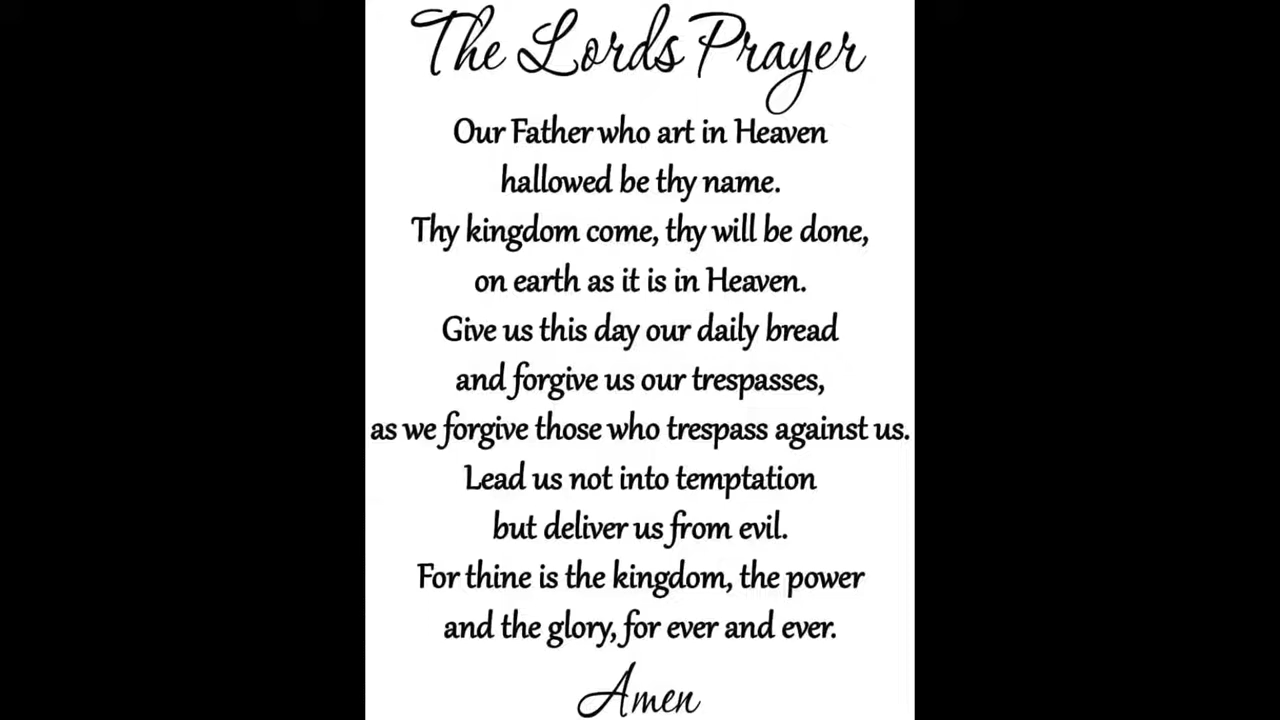 The Lords Prayer
Our Father who art in Heaven
hallowed be thy name.
Thy kingdom come, thy will be done,
on earth as it is in Heaven.
Give us this day our daily bread
and forgive us our trespasses,
as we forgive those who trespass against us.
Lead us not into temptation
but deliver us from evil.
For thine is the kingdom, the power
and the glory, for ever and ever.
Amen